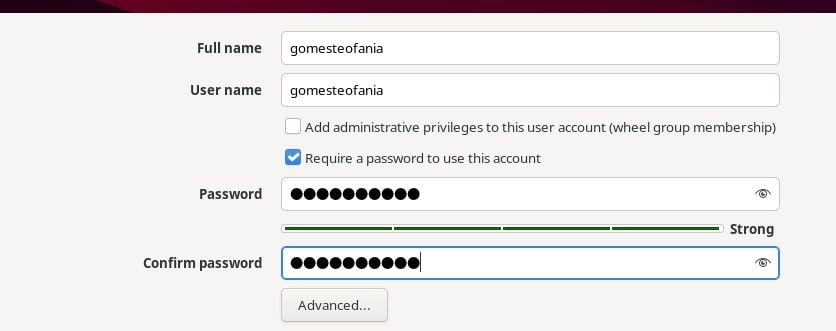 Full name gomesteofania
User name gomesteofania
Add administrative privileges to this user account (wheel group membership)
Require a password to use this account
Password ●●●●●●●●●●
Strong
Confirm password ●●●●●●●●●●
Advanced...